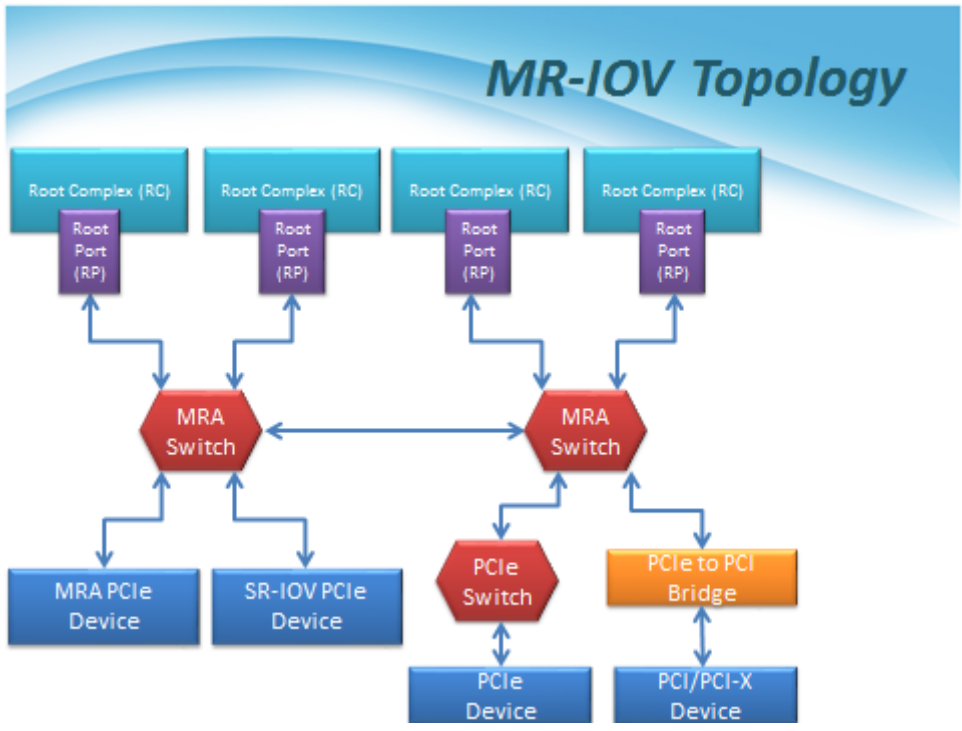 MR-IOV Topology
Root Complex (RC)
Root Complex (RC)
Root Complex (RC)
Root Complex (RC)
Root
Port
(RP)
Root
Port
(RP)
Root
Port
(RP)
Root
Port
(RP)
MRA
Switch
MRA
Switch
MRA PCIe
Device
SR-IOV PCIe
Device
PCIe
Switch
PCIe to PCI
Bridge
PCIe
Device
PCI/PCI-X
Device